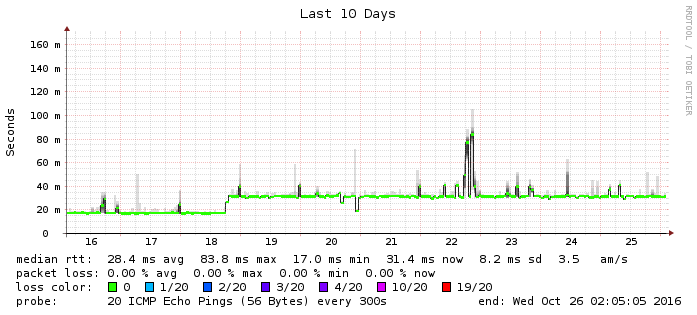 Last 10 Days
RRDTOOL / TOBI OETIKER
Seconds
160 m
140 m
120 m
100 m
80 m
60 m
40 m
20 m
0
16 17 18 19 20 21 22 23 24 25
median rtt: 28.4 ms avg 83.8 ms max 17.0 ms min 31.4 ms now 8.2 ms sd 3.5 am/s
packet loss: 0.00 % avg 0.00 % max 0.00 % min 0.00 % now
loss color: 0 1/20 2/20 3/20 4/20 10/20 19/20
probe: 20 ICMP Echo Pings (56 Bytes) every 300s end: Wed Oct 26 02:05:05 2016